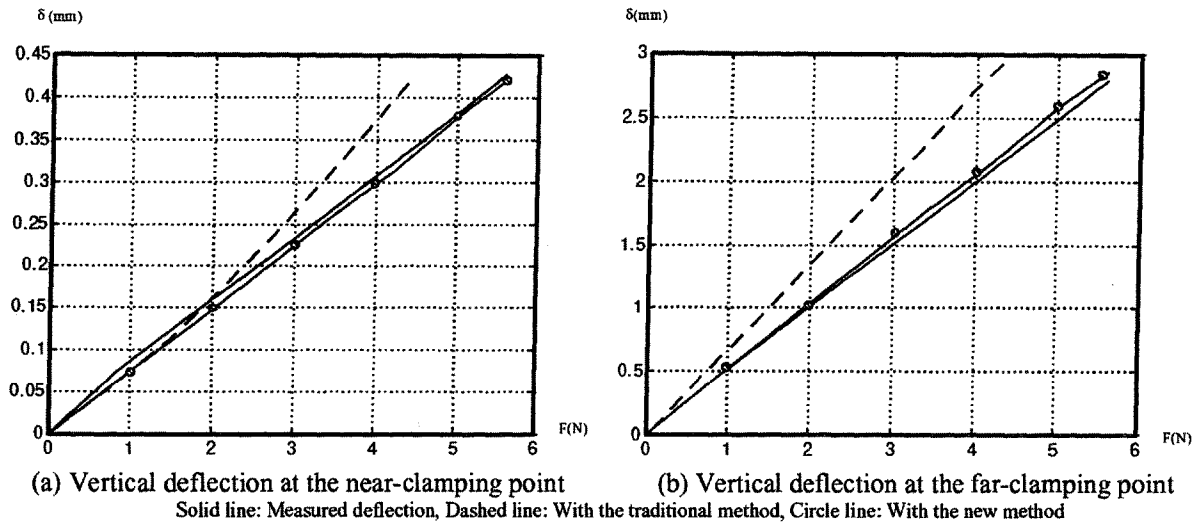 δ (mm)
0.45
0.4
0.35
0.3
0.25
0.2
0.15
0.1
0.05
0
0 1 2 3 4 5 6
F(N)
(a) Vertical deflection at the near-clamping point
δ(mm)
3
2.5
2
1.5
1
0.5
0
0 1 2 3 4 5 6
F(N)
(b) Vertical deflection at the far-clamping point
Solid line: Measured deflection, Dashed line: With the traditional method, Circle line: With the new method